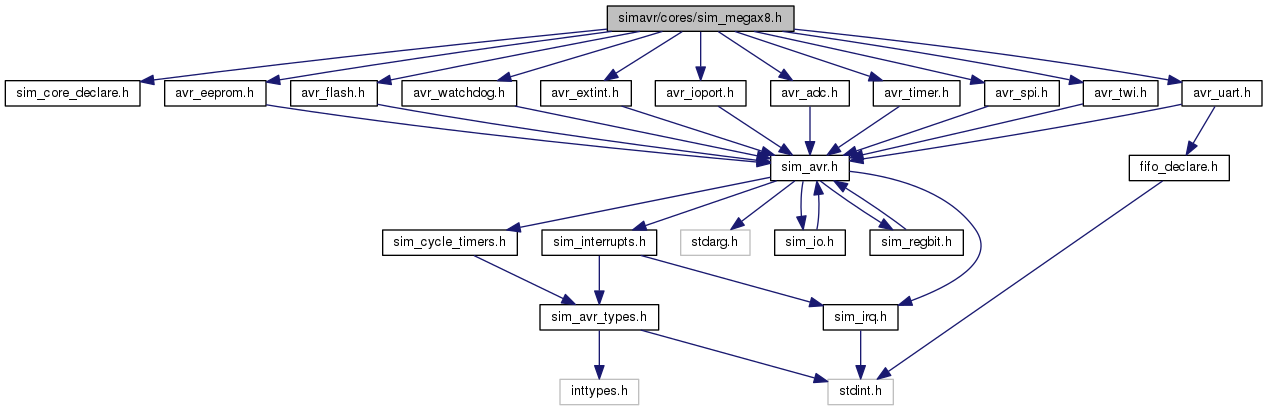 simavr/cores/sim_megax8.h
sim_core_declare.h
avr_eeprom.h
avr_flash.h
avr_watchdog.h
avr_extint.h
avr_ioport.h
avr_adc.h
avr_timer.h
avr_spi.h
avr_twi.h
avr_uart.h
sim_avr.h
fifo_declare.h
sim_cycle_timers.h
sim_interrupts.h
stdarg.h
sim_io.h
sim_regbit.h
sim_avr_types.h
sim_irq.h
inttypes.h
stdint.h